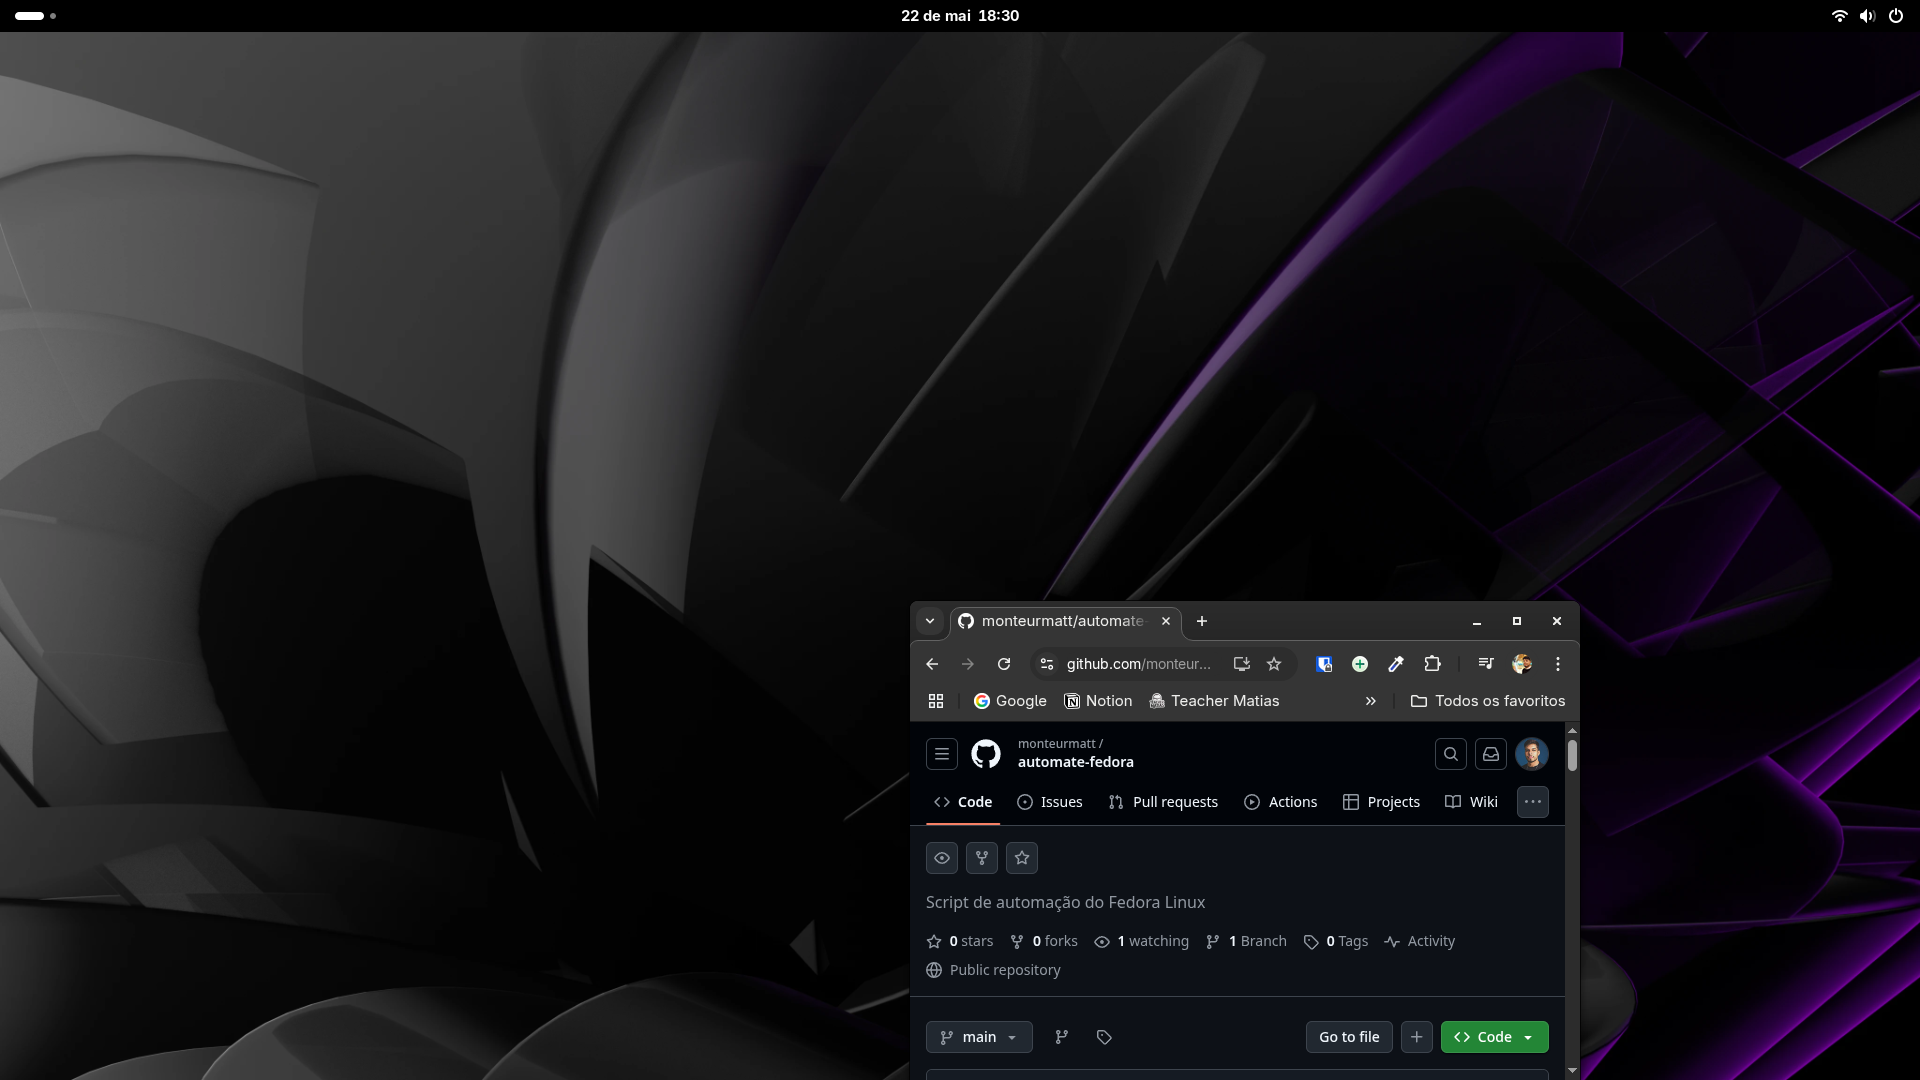 22 de mai 18:30
monteurmatt/automate-
github.com/monteur...
Google Notion Teacher Matias Todos os favoritos
monteurmatt /
automate-fedora
Code Issues Pull requests Actions Projects Wiki
Script de automação do Fedora Linux
0 stars 0 forks 1 watching 1 Branch 0 Tags Activity
Public repository
main Go to file Code